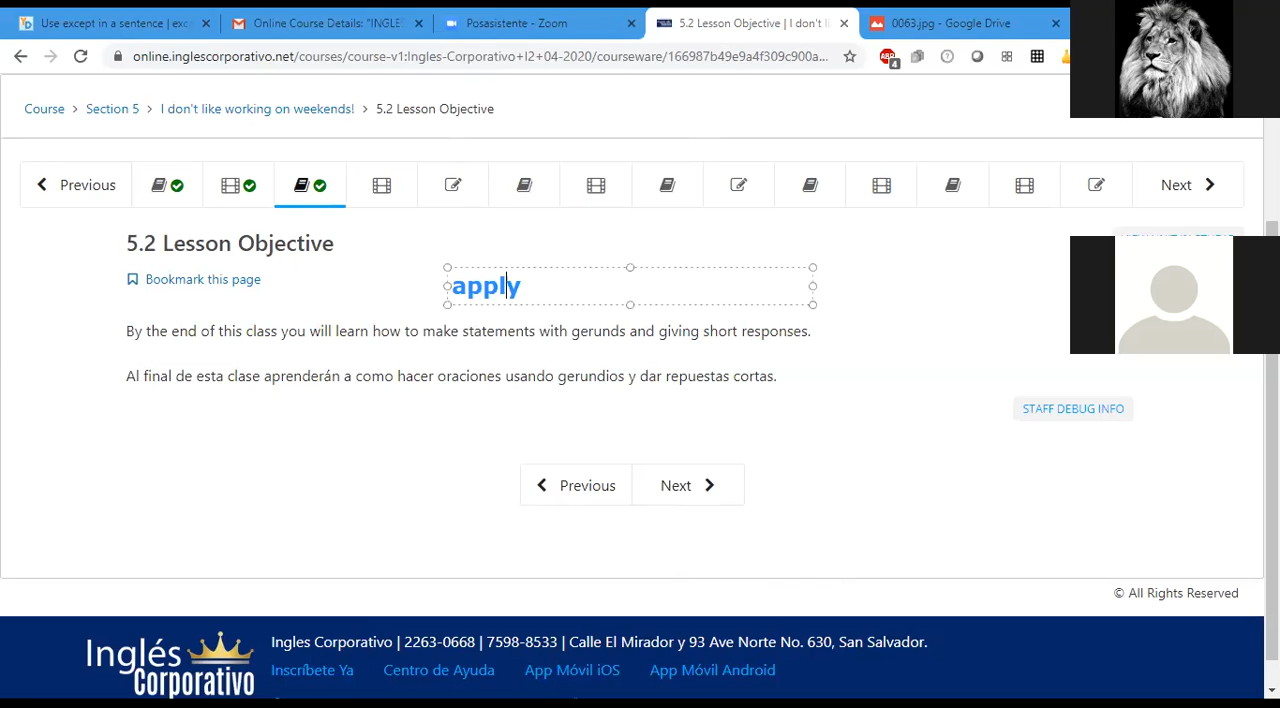 Use except in a sentence | exc
Online Course Details: "INGLES
Posasistente - Zoom
5.2 Lesson Objective | I don't li
0063.jpg - Google Drive
online.inglescorporativo.net/courses/course-v1:Ingles-Corporativo+I2+04-2020/courseware/166987b49e9a4f309c900a...
4
Course > Section 5 > I don't like working on weekends! > 5.2 Lesson Objective
Previous
Next
5.2 Lesson Objective
Bookmark this page
apply
By the end of this class you will learn how to make statements with gerunds and giving short responses.
Al final de esta clase aprenderán a como hacer oraciones usando gerundios y dar repuestas cortas.
STAFF DEBUG INFO
Previous
Next
© All Rights Reserved
Inglés Corporativo
Ingles Corporativo | 2263-0668 | 7598-8533 | Calle El Mirador y 93 Ave Norte No. 630, San Salvador.
Inscríbete Ya Centro de Ayuda App Móvil iOS App Móvil Android